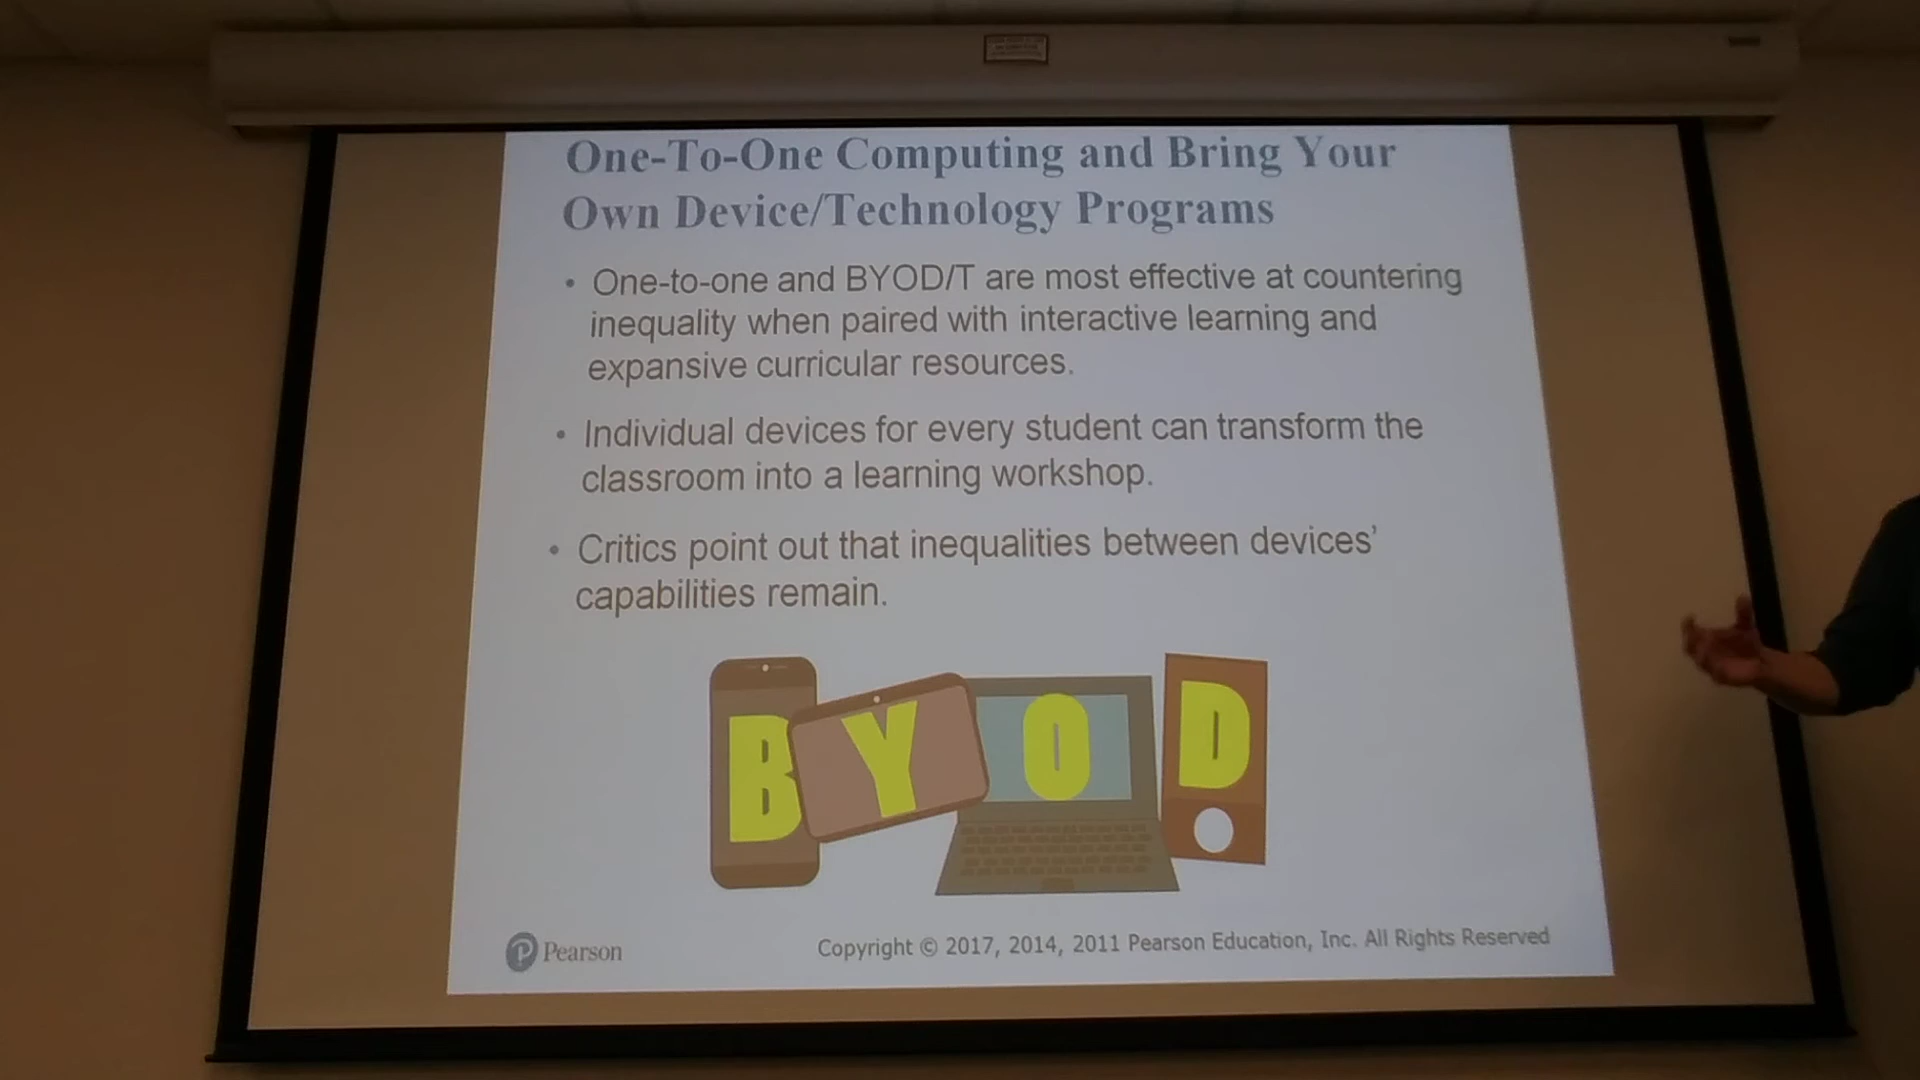 One-To-One Computing and Bring Your
Own Device/Technology Programs
• One-to-one and BYOD/T are most effective at countering
inequality when paired with interactive learning and
expansive curricular resources.
• Individual devices for every student can transform the
classroom into a learning workshop.
• Critics point out that inequalities between devices’
capabilities remain.
BYOD
Pearson
Copyright © 2017, 2014, 2011 Pearson Education, Inc. All Rights Reserved